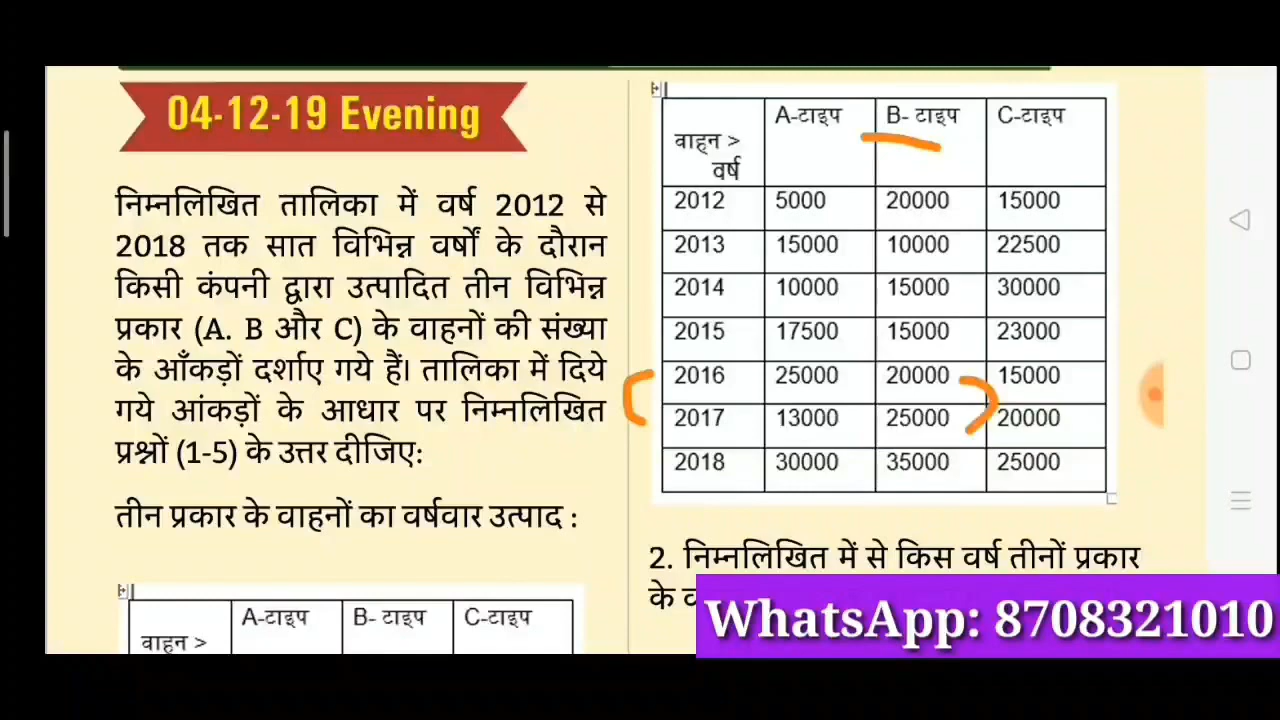 04-12-19 Evening
निम्नलिखित तालिका में वर्ष 2012 से
2018 तक सात विभिन्न वर्षों के दौरान
किसी कंपनी द्वारा उत्पादित तीन विभिन्न
प्रकार (A. B और C) के वाहनों की संख्या
के आँकड़ों दर्शाए गये हैं। तालिका में दिये
गये आंकड़ों के आधार पर निम्नलिखित
प्रश्नों (1-5) के उत्तर दीजिए:
तीन प्रकार के वाहनों का वर्षवार उत्पाद :
A-टाइप B- टाइप C-टाइप
वाहन >
A-टाइप B- टाइप C-टाइप
वाहन >
वर्ष
2012 5000 20000 15000
2013 15000 10000 22500
2014 10000 15000 30000
2015 17500 15000 23000
2016 25000 20000 15000
2017 13000 25000 20000
2018 30000 35000 25000
2. निम्नलिखित में से किस वर्ष तीनों प्रकार
के
WhatsApp: 8708321010